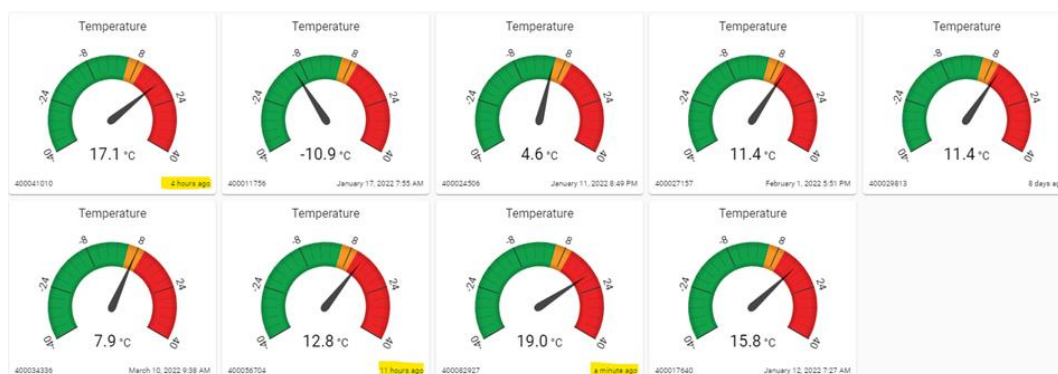 Temperature
-40
-24
-8
8
24
40
17.1 °C
400041010
4 hours ago
Temperature
-40
-24
-8
8
24
40
-10.9 °C
400011756
January 17, 2022 7:55 AM
Temperature
-40
-24
-8
8
24
40
4.6 °C
400024506
January 11, 2022 8:49 PM
Temperature
-40
-24
-8
8
24
40
11.4 °C
400027157
February 1, 2022 5:51 PM
Temperature
-40
-24
-8
8
24
40
11.4 °C
400029813
8 days ag
Temperature
-40
-24
-8
8
24
40
7.9 °C
400034336
March 10, 2022 9:38 AM
Temperature
-40
-24
-8
8
24
40
12.8 °C
400056704
11 hours ago
Temperature
-40
-24
-8
8
24
40
19.0 °C
400082927
a minute ago
Temperature
-40
-24
-8
8
24
40
15.8 °C
400017640
January 12, 2022 7:27 AM